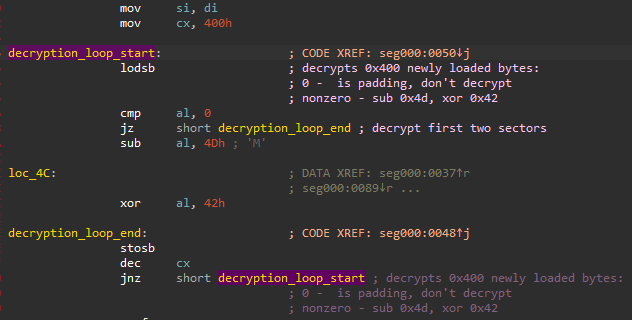 mov si, di
mov cx, 400h
decryption_loop_start: ; CODE XREF: seg000:0050↓j
lodsb ; decrypts 0x400 newly loaded bytes:
; 0 - is padding, don't decrypt
; nonzero - sub 0x4d, xor 0x42
cmp al, 0
jz short decryption_loop_end ; decrypt first two sectors
sub al, 4Dh ; 'M'
loc_4C: ; DATA XREF: seg000:0037↑r
; seg000:0089↓r ...
xor al, 42h
decryption_loop_end: ; CODE XREF: seg000:0048↑j
stosb
dec cx
jnz short decryption_loop_start ; decrypts 0x400 newly loaded bytes:
; 0 - is padding, don't decrypt
; nonzero - sub 0x4d, xor 0x42